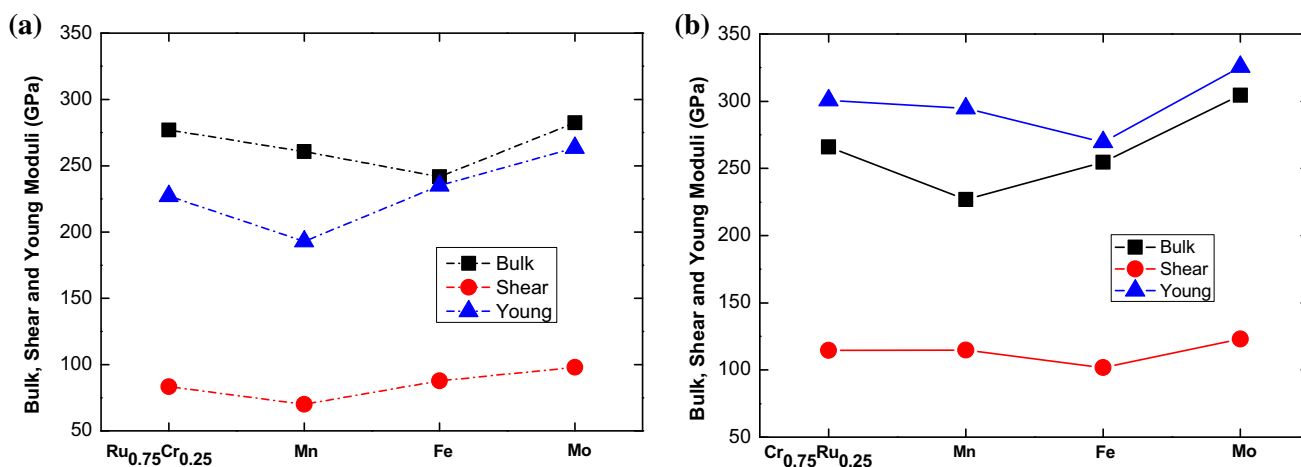 (a)
Bulk, Shear and Young Moduli (GPa)
350
300
250
200
150
100
50
Bulk
Shear
Young
Ru0.75Cr0.25 Mn Fe Mo
(b)
Bulk, Shear and Young Moduli (GPa)
350
300
250
200
150
100
50
Bulk
Shear
Young
Cr0.75Ru0.25 Mn Fe Mo